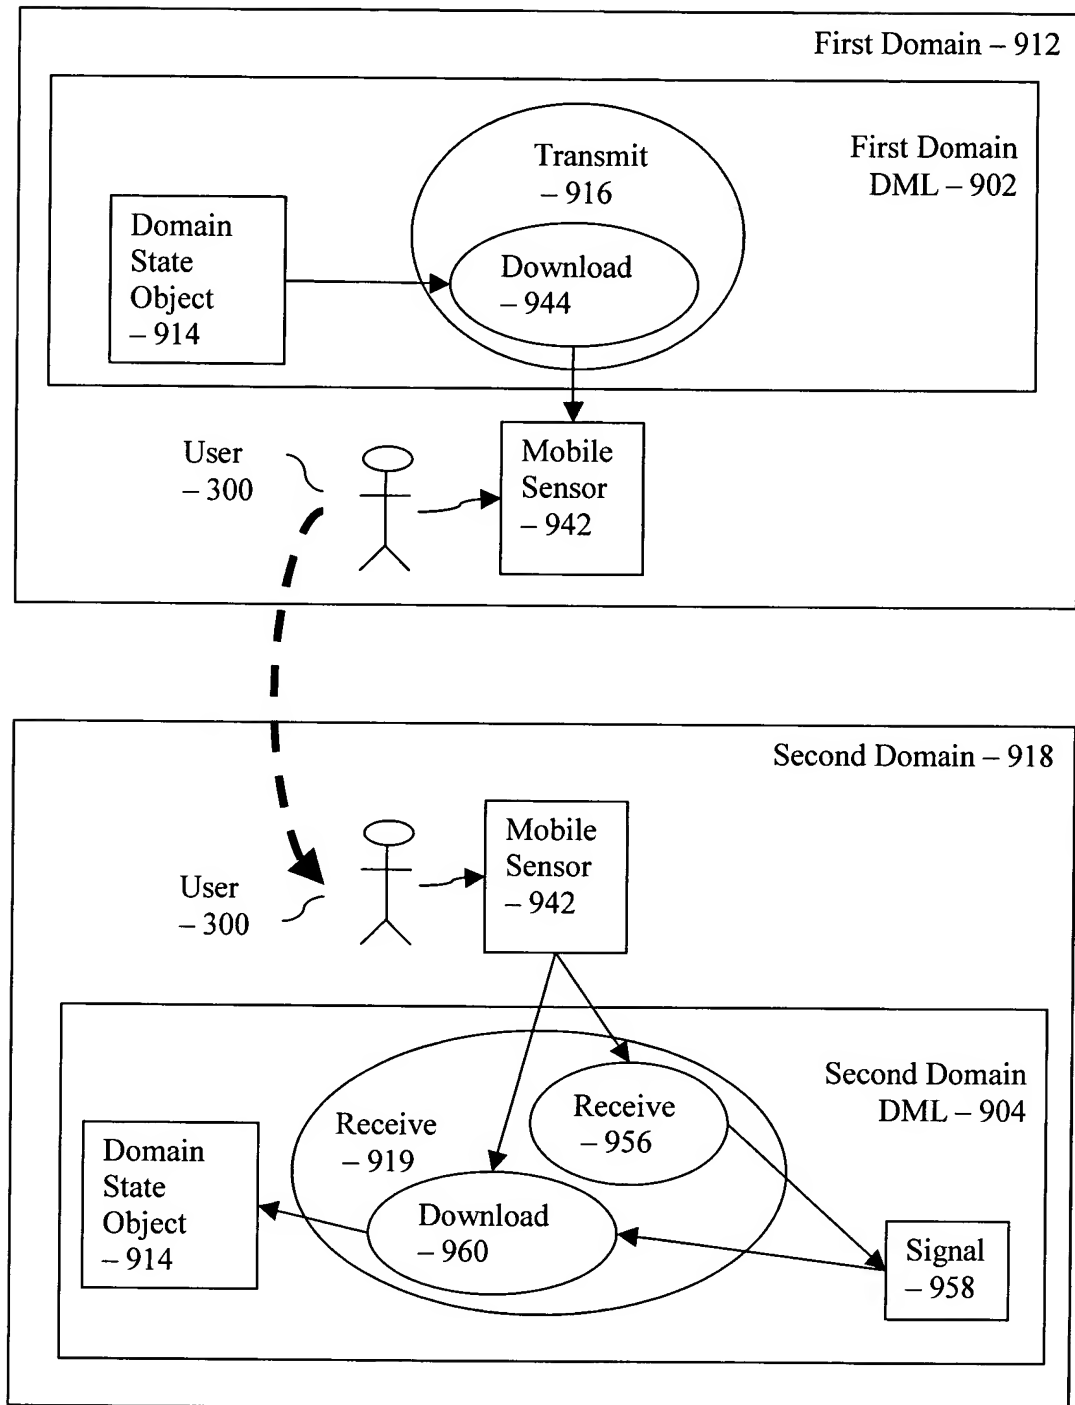 First Domain – 912
First Domain
DML – 902
Transmit
– 916
Domain
State
Object
– 914
Download
– 944
User
– 300
Mobile
Sensor
– 942
Second Domain – 918
Mobile
Sensor
– 942
User
– 300
Second Domain
DML – 904
Receive
– 956
Receive
– 919
Domain
State
Object
– 914
Download
– 960
Signal
– 958